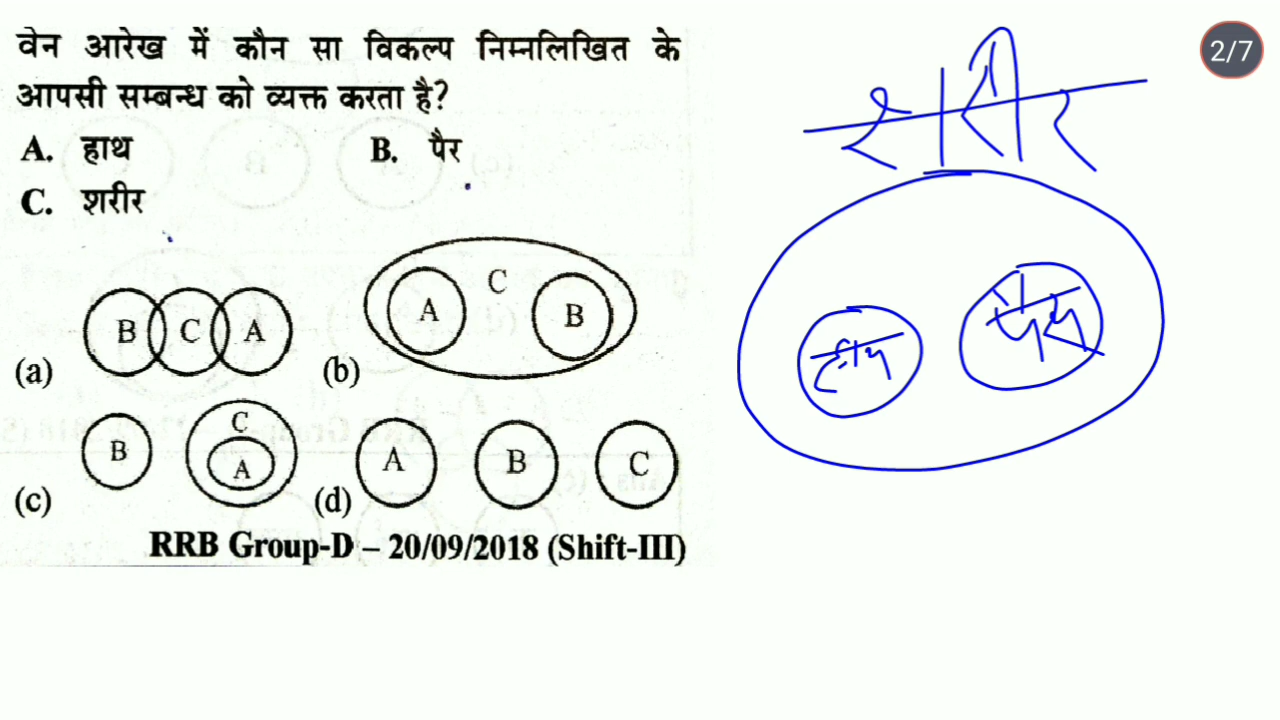 वेन आरेख में कौन सा विकल्प निम्नलिखित के
आपसी सम्बन्ध को व्यक्त करता है?
A. हाथ B. पैर
C. शरीर
(a) B C A
(b) A C B
(c) B C A
(d) A B C
RRB Group-D – 20/09/2018 (Shift-III)
2/7
शरीर
हाथ